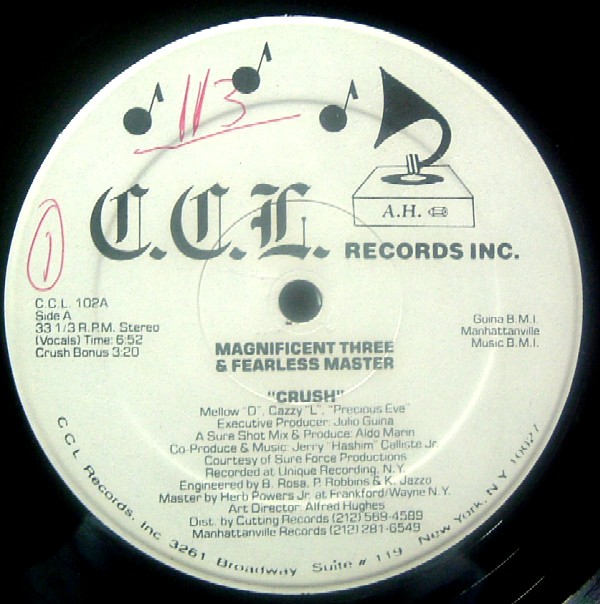 113
A.H.
C.C.L. RECORDS INC.
1
C.C.L. 102A
Side A
33 1/3 R.P.M. Stereo
(Vocals) Time: 6:52
Crush Bonus 3:20
Guina B.M.I.
Manhattanville
Music B.M.I.
MAGNIFICENT THREE
& FEARLESS MASTER
"CRUSH"
Mellow "D", Cazzy "L", "Precious Eve"
Executive Producer: Julio Guina
A Sure Shot Mix & Produce: Aldo Marin
Co-Produce & Music: Jerry "Hashim" Calliste Jr.
Courtesy of Sure Force Productions
Recorded at Unique Recording, N.Y.
Engineered by B. Rosa, P. Robbins & K. Jazzo
Master by Herb Powers Jr. at Frankford/Wayne N.Y.
Art Director: Alfred Hughes
Dist. by Cutting Records (212) 569-4589
Manhattanville Records (212) 281-6549
C C L Records, Inc 3261 Broadway Suite # 119 New York, N Y 10027